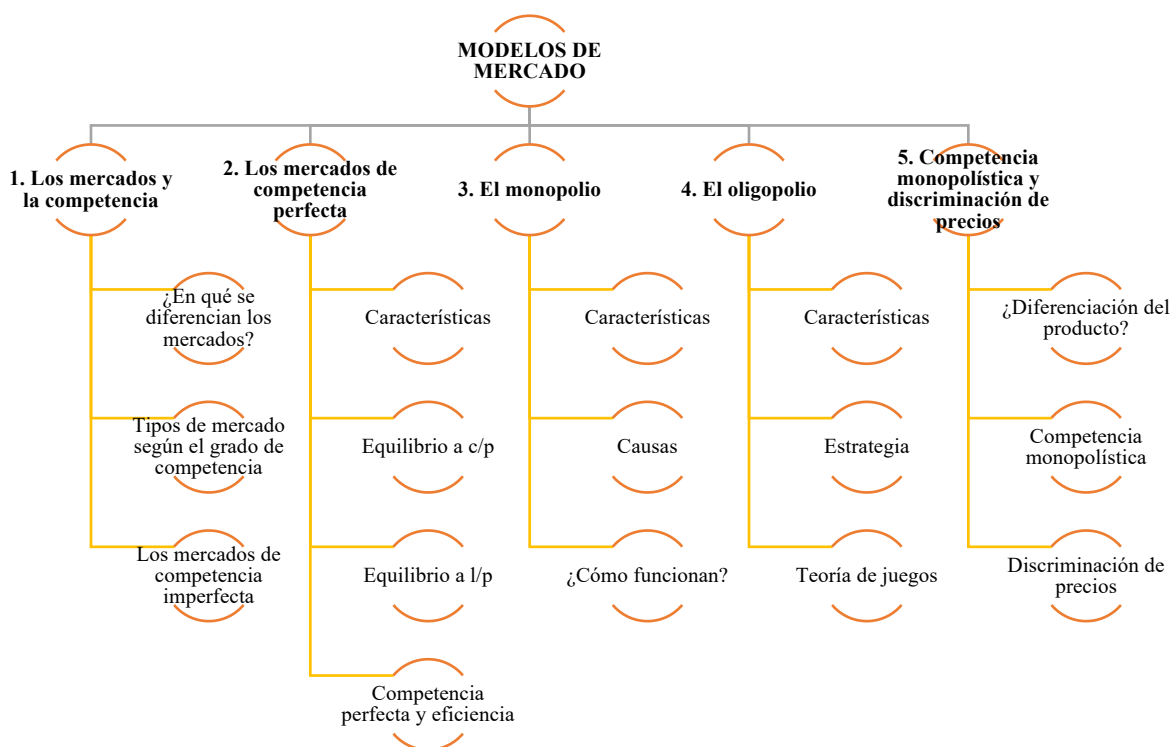 MODELOS DE
MERCADO
1. Los mercados y
la competencia
¿En qué se
diferencian los
mercados?
Tipos de mercado
según el grado de
competencia
Los mercados de
competencia
imperfecta
2. Los mercados de
competencia
perfecta
Características
Equilibrio a c/p
Equilibrio a l/p
Competencia
perfecta y eficiencia
3. El monopolio
Características
Causas
¿Cómo funcionan?
4. El oligopolio
Características
Estrategia
Teoría de juegos
5. Competencia
monopolística y
discriminación de
precios
¿Diferenciación del
producto?
Competencia
monopolística
Discriminación de
precios